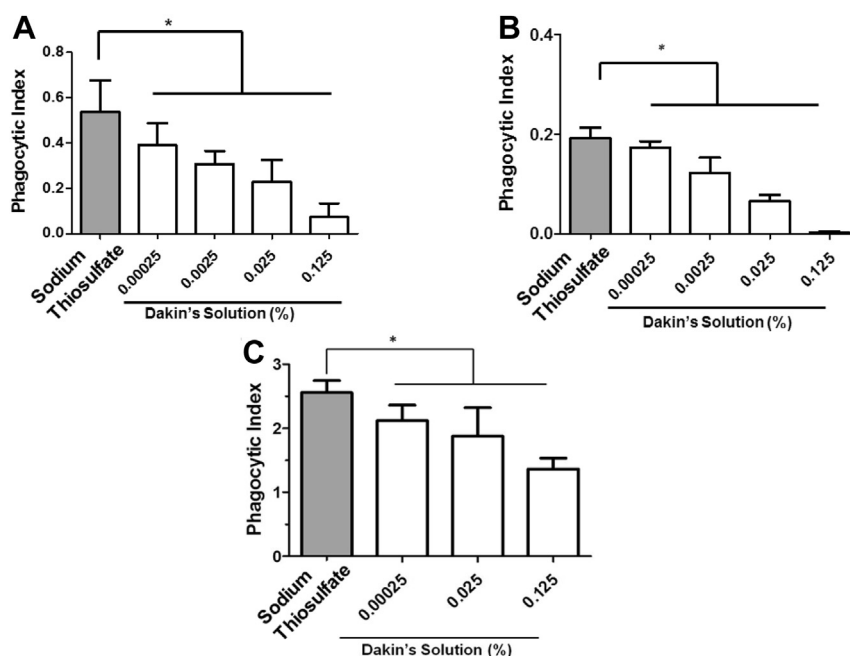 A
*
Phagocytic Index
0.8
0.6
0.4
0.2
0.0
Sodium
Thiosulfate
0.00025
0.0025
0.025
0.125
Dakin's Solution (%)
B
*
Phagocytic Index
0.4
0.2
0.0
Sodium
Thiosulfate
0.00025
0.0025
0.025
0.125
Dakin's Solution (%)
C
*
Phagocytic Index
3
2
1
0
Sodium
Thiosulfate
0.00025
0.025
0.125
Dakin's Solution (%)